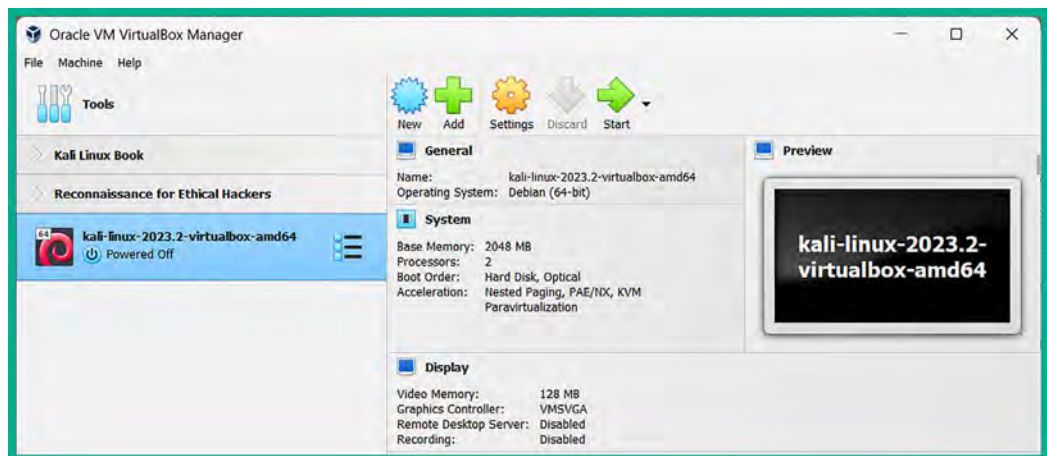 Oracle VM VirtualBox Manager
File Machine Help
Tools
New Add Settings Discard Start
Kali Linux Book
Reconnaissance for Ethical Hackers
64
kali-linux-2023.2-virtualbox-amd64
Powered Off
General
Name: kali-linux-2023.2-virtualbox-amd64
Operating System: Debian (64-bit)
System
Base Memory: 2048 MB
Processors: 2
Boot Order: Hard Disk, Optical
Acceleration: Nested Paging, PAE/NX, KVM
Paravirtualization
Display
Video Memory: 128 MB
Graphics Controller: VMSVGA
Remote Desktop Server: Disabled
Recording: Disabled
Preview
kali-linux-2023.2-
virtualbox-amd64